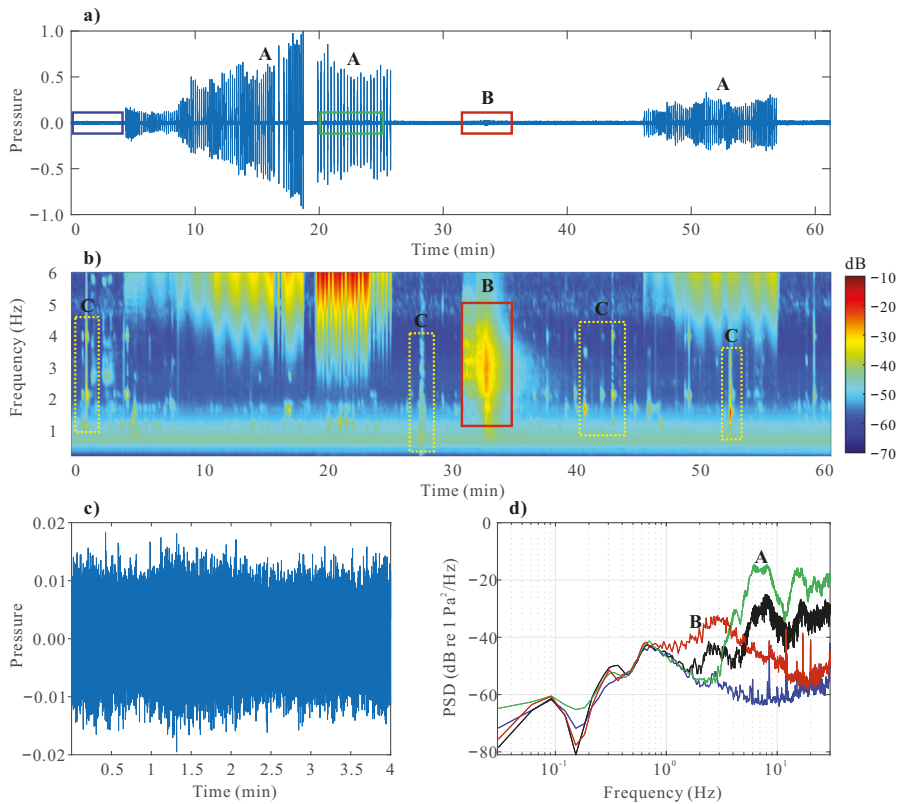 a)
1.0
0.5
0.0
−0.5
−1.0
Pressure
A
A
B
A
0 10 20 30 40 50 60
Time (min)
b)
6
5
4
3
2
1
Frequency (Hz)
C
C
B
C
C
0 10 20 30 40 50 60
Time (min)
dB
−10
−20
−30
−40
−50
−60
−70
c)
0.02
0.01
0.00
−0.01
−0.02
Pressure
0.5 1 1.5 2 2.5 3 3.5 4
Time (min)
d)
0
−20
−40
−60
−80
PSD (dB re 1 Pa²/Hz)
A
B
10⁻¹ 10⁰ 10¹
Frequency (Hz)